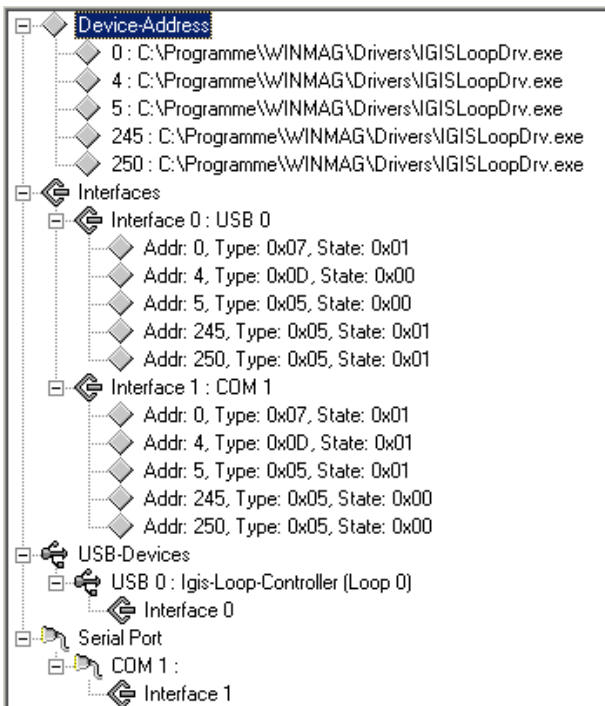 Device-Address
0 : C:\Programme\WINMAG\Drivers\IGISLoopDrv.exe
4 : C:\Programme\WINMAG\Drivers\IGISLoopDrv.exe
5 : C:\Programme\WINMAG\Drivers\IGISLoopDrv.exe
245 : C:\Programme\WINMAG\Drivers\IGISLoopDrv.exe
250 : C:\Programme\WINMAG\Drivers\IGISLoopDrv.exe
Interfaces
Interface 0 : USB 0
Addr: 0, Type: 0x07, State: 0x01
Addr: 4, Type: 0x0D, State: 0x00
Addr: 5, Type: 0x05, State: 0x00
Addr: 245, Type: 0x05, State: 0x01
Addr: 250, Type: 0x05, State: 0x01
Interface 1 : COM 1
Addr: 0, Type: 0x07, State: 0x01
Addr: 4, Type: 0x0D, State: 0x01
Addr: 5, Type: 0x05, State: 0x01
Addr: 245, Type: 0x05, State: 0x00
Addr: 250, Type: 0x05, State: 0x00
USB-Devices
USB 0 : Igis-Loop-Controller (Loop 0)
Interface 0
Serial Port
COM 1 :
Interface 1